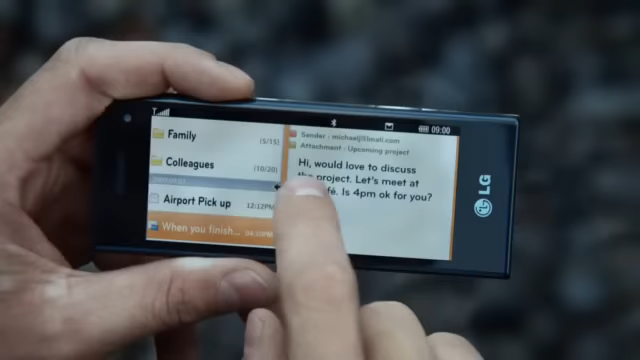 09:00
Family (5/15)
Colleagues (10/20)
Airport Pick up 12:12PM
When you finish...
Sender - michael@11mail.com
Attachment - Upcoming project
Hi, would love to discuss
the project. Let's meet at
fé. Is 4pm ok for you?
LG